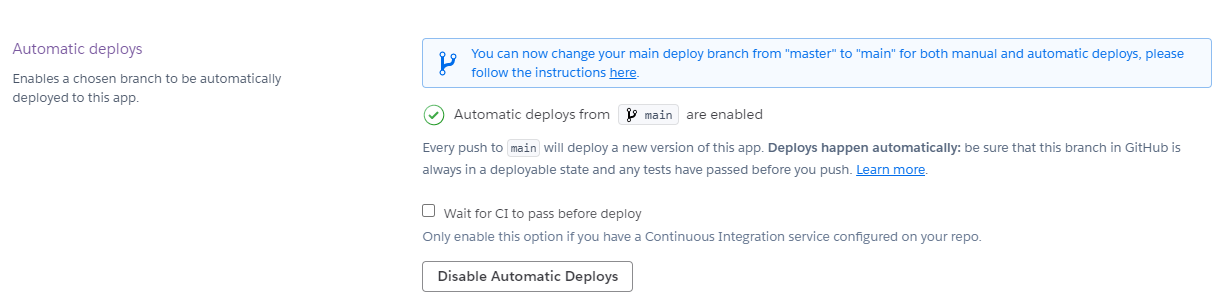 Automatic deploys
Enables a chosen branch to be automatically
deployed to this app.
You can now change your main deploy branch from "master" to "main" for both manual and automatic deploys, please
follow the instructions here.
Automatic deploys from main are enabled
Every push to main will deploy a new version of this app. Deploys happen automatically: be sure that this branch in GitHub is
always in a deployable state and any tests have passed before you push. Learn more.
Wait for CI to pass before deploy
Only enable this option if you have a Continuous Integration service configured on your repo.
Disable Automatic Deploys